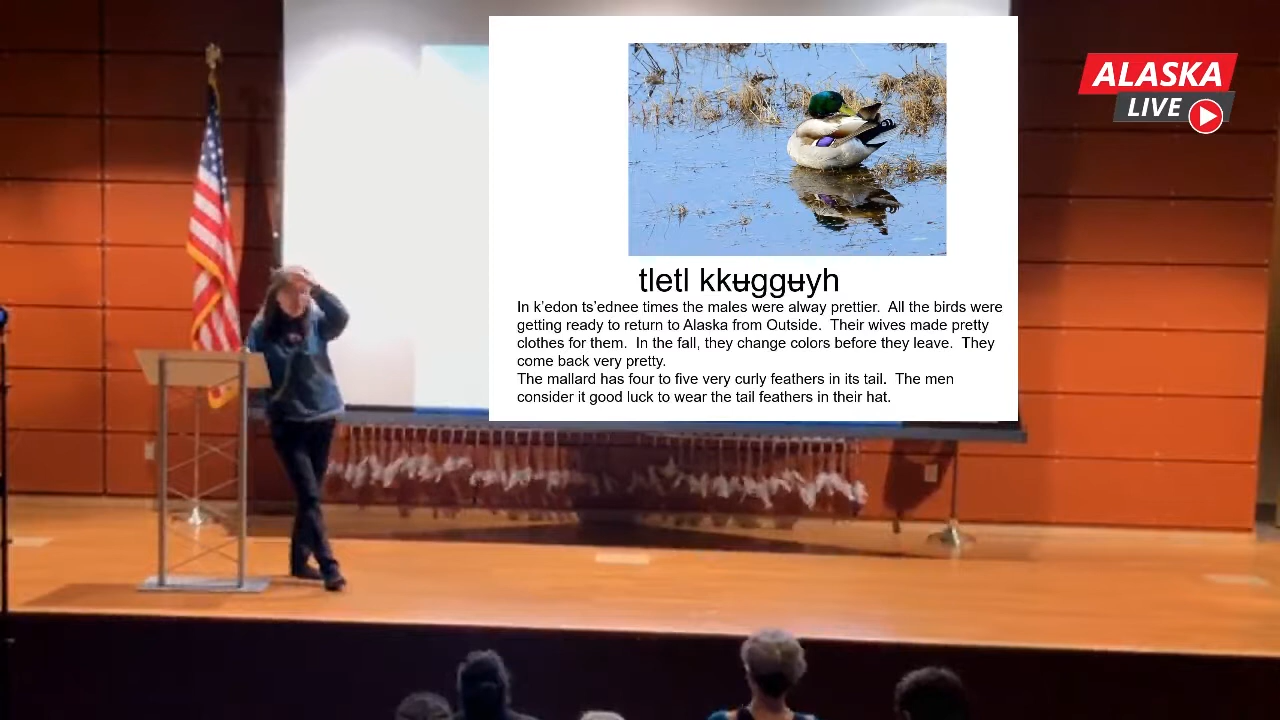 ALASKA
LIVE
tletl kkʉggʉyh
In k'edon ts'ednee times the males were alway prettier.  All the birds were
getting ready to return to Alaska from Outside.  Their wives made pretty
clothes for them.  In the fall, they change colors before they leave.  They
come back very pretty.
The mallard has four to five very curly feathers in its tail.  The men
consider it good luck to wear the tail feathers in their hat.